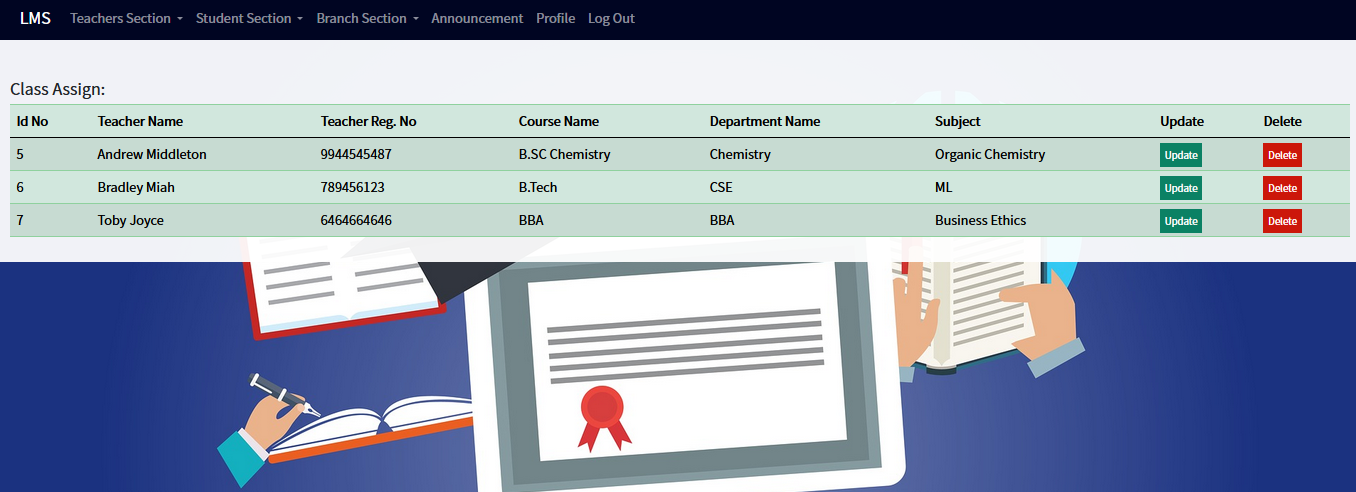 LMS Teachers Section Student Section Branch Section Announcement Profile Log Out
Class Assign:
Id No Teacher Name Teacher Reg. No Course Name Department Name Subject Update Delete
5 Andrew Middleton 9944545487 B.SC Chemistry Chemistry Organic Chemistry Update Delete
6 Bradley Miah 789456123 B.Tech CSE ML Update Delete
7 Toby Joyce 6464664646 BBA BBA Business Ethics Update Delete